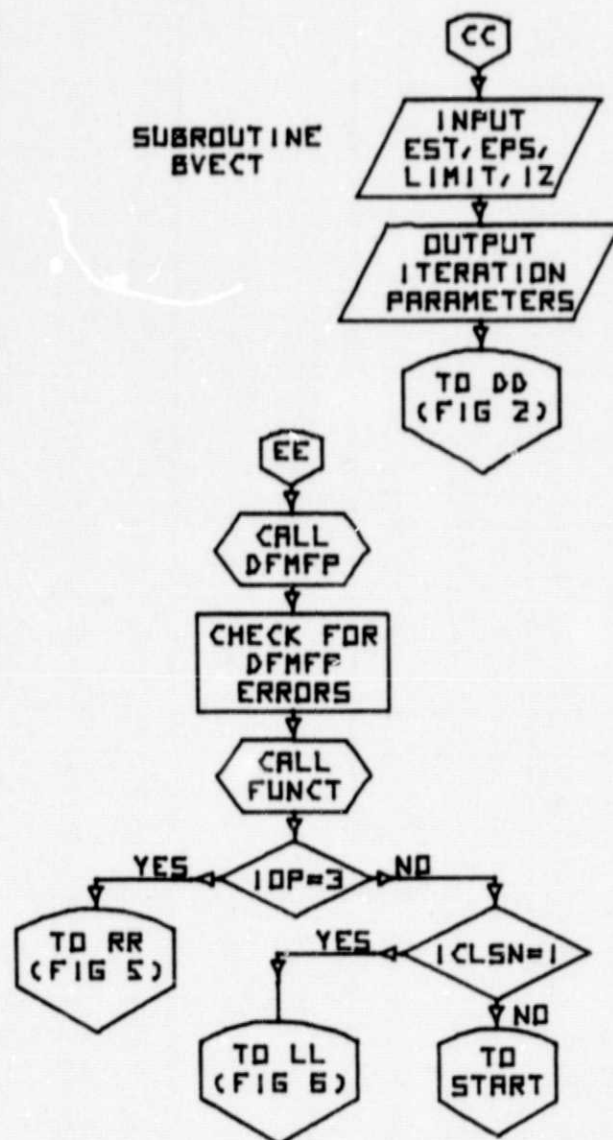 CC
SUBROUTINE
BVECT
INPUT
EST, EPS,
LIMIT, IZ
OUTPUT
ITERATION
PARAMETERS
TO DD
(FIG 2)
EE
CALL
DFMFP
CHECK FOR
DFMFP
ERRORS
CALL
FUNCT
YES
IOP=3
NO
TO RR
(FIG 5)
YES
ICLSN=1
NO
TO LL
(FIG 6)
TO
START